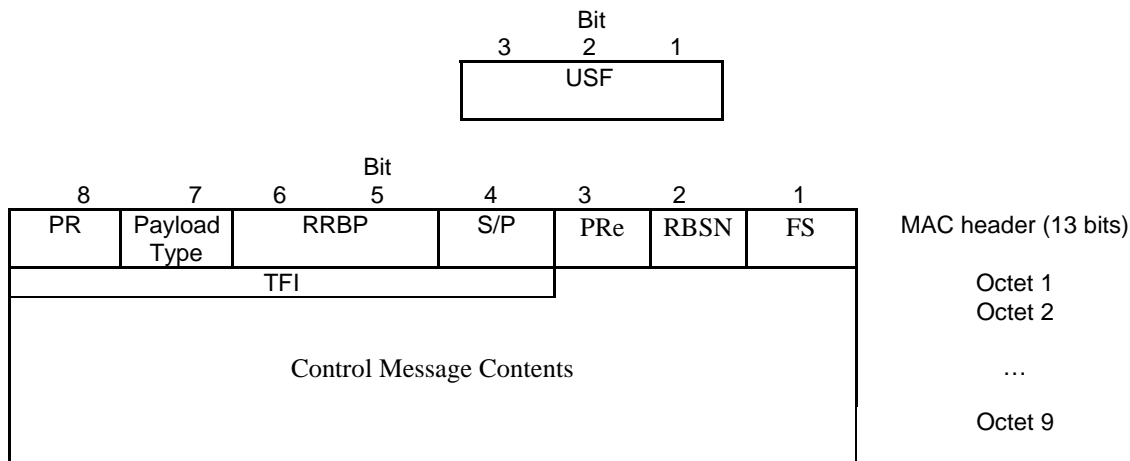 Bit
3 2 1
USF
Bit
8 7 6 5 4 3 2 1
PR Payload Type RRBP S/P PRe RBSN FS MAC header (13 bits)
TFI Octet 1
Octet 2
Control Message Contents …
Octet 9